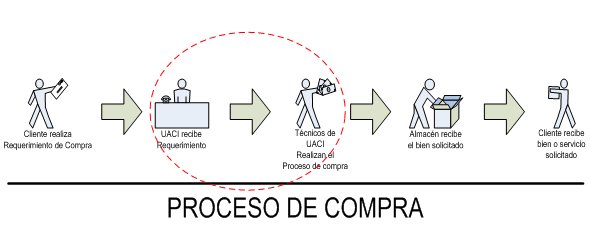 Cliente realiza
Requerimiento de Compra
UACI recibe
Requerimiento
Técnicos de
UACI
Realizan el
Proceso de compra
Almacén recibe
el bien solicitado
Cliente recibe
bien o servicio
solicitado
PROCESO DE COMPRA